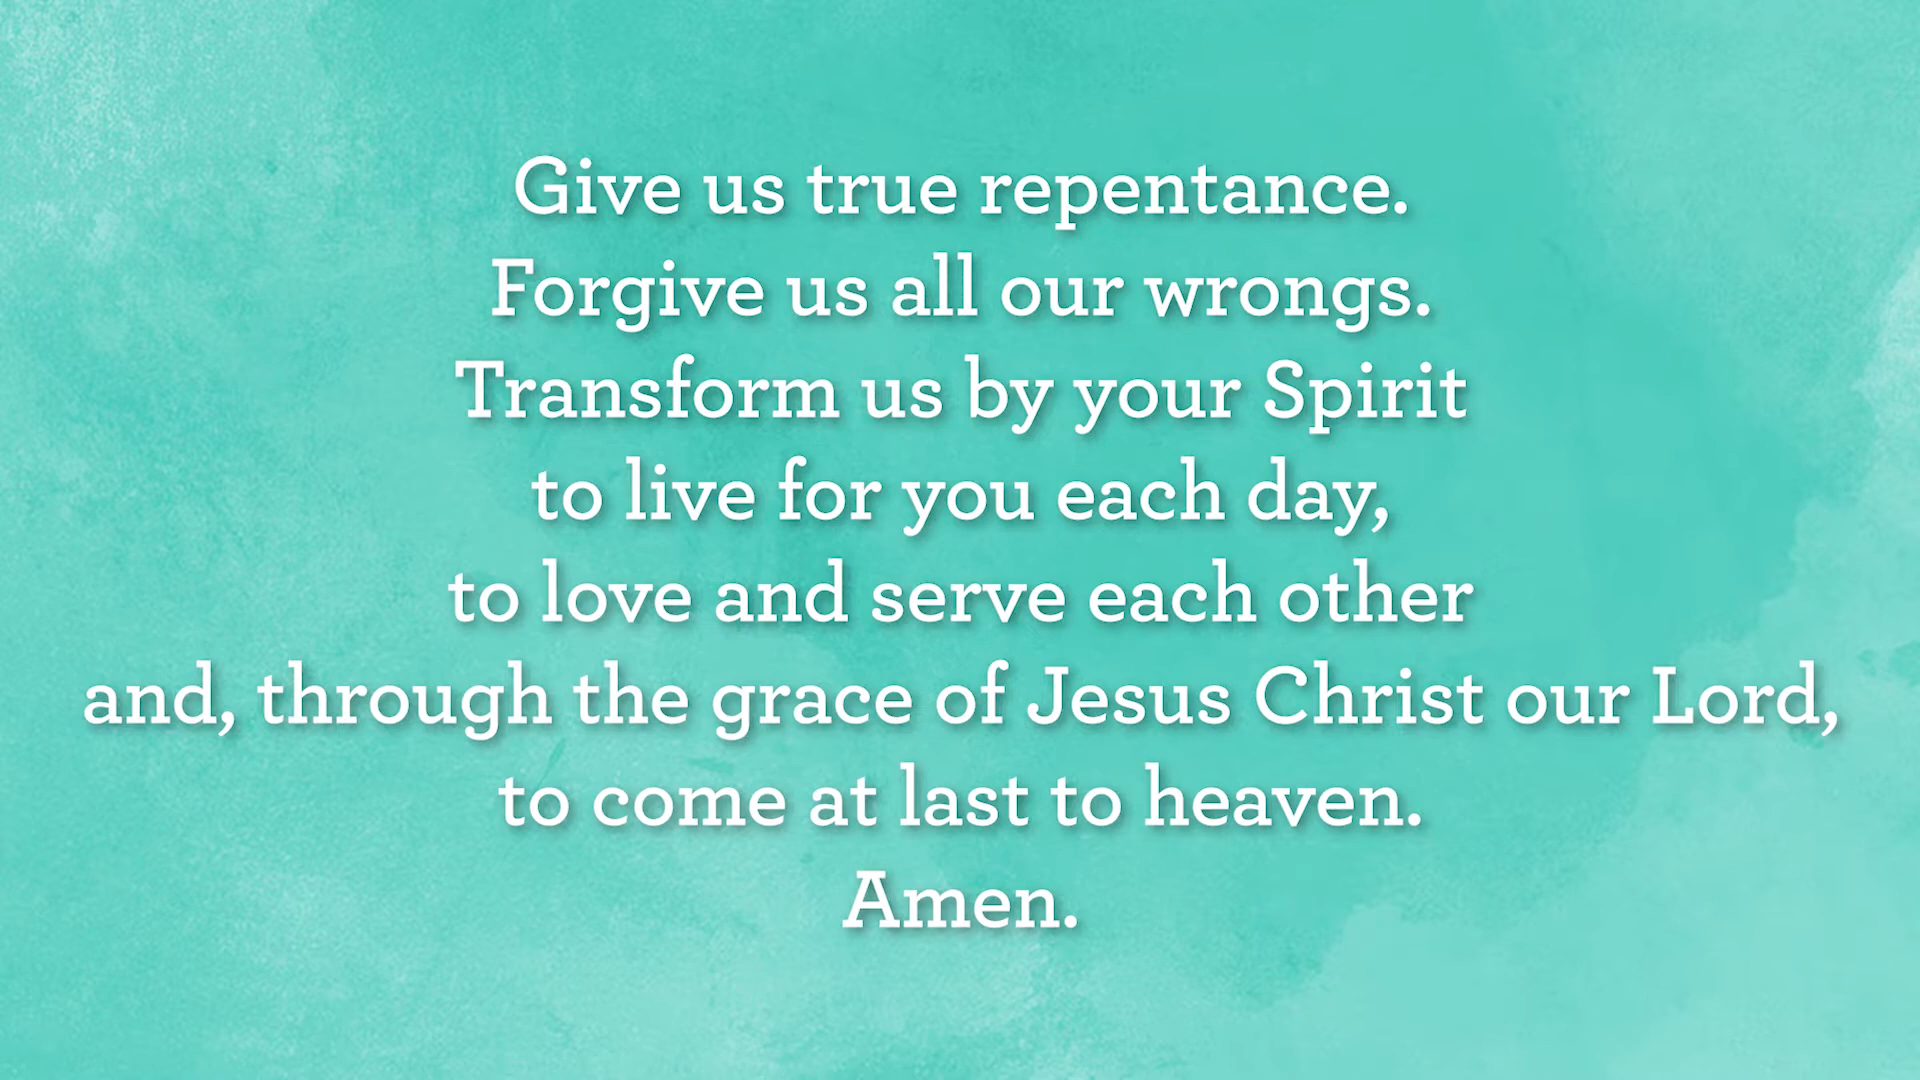 Give us true repentance.
Forgive us all our wrongs.
Transform us by your Spirit
to live for you each day,
to love and serve each other
and, through the grace of Jesus Christ our Lord,
to come at last to heaven.
Amen.